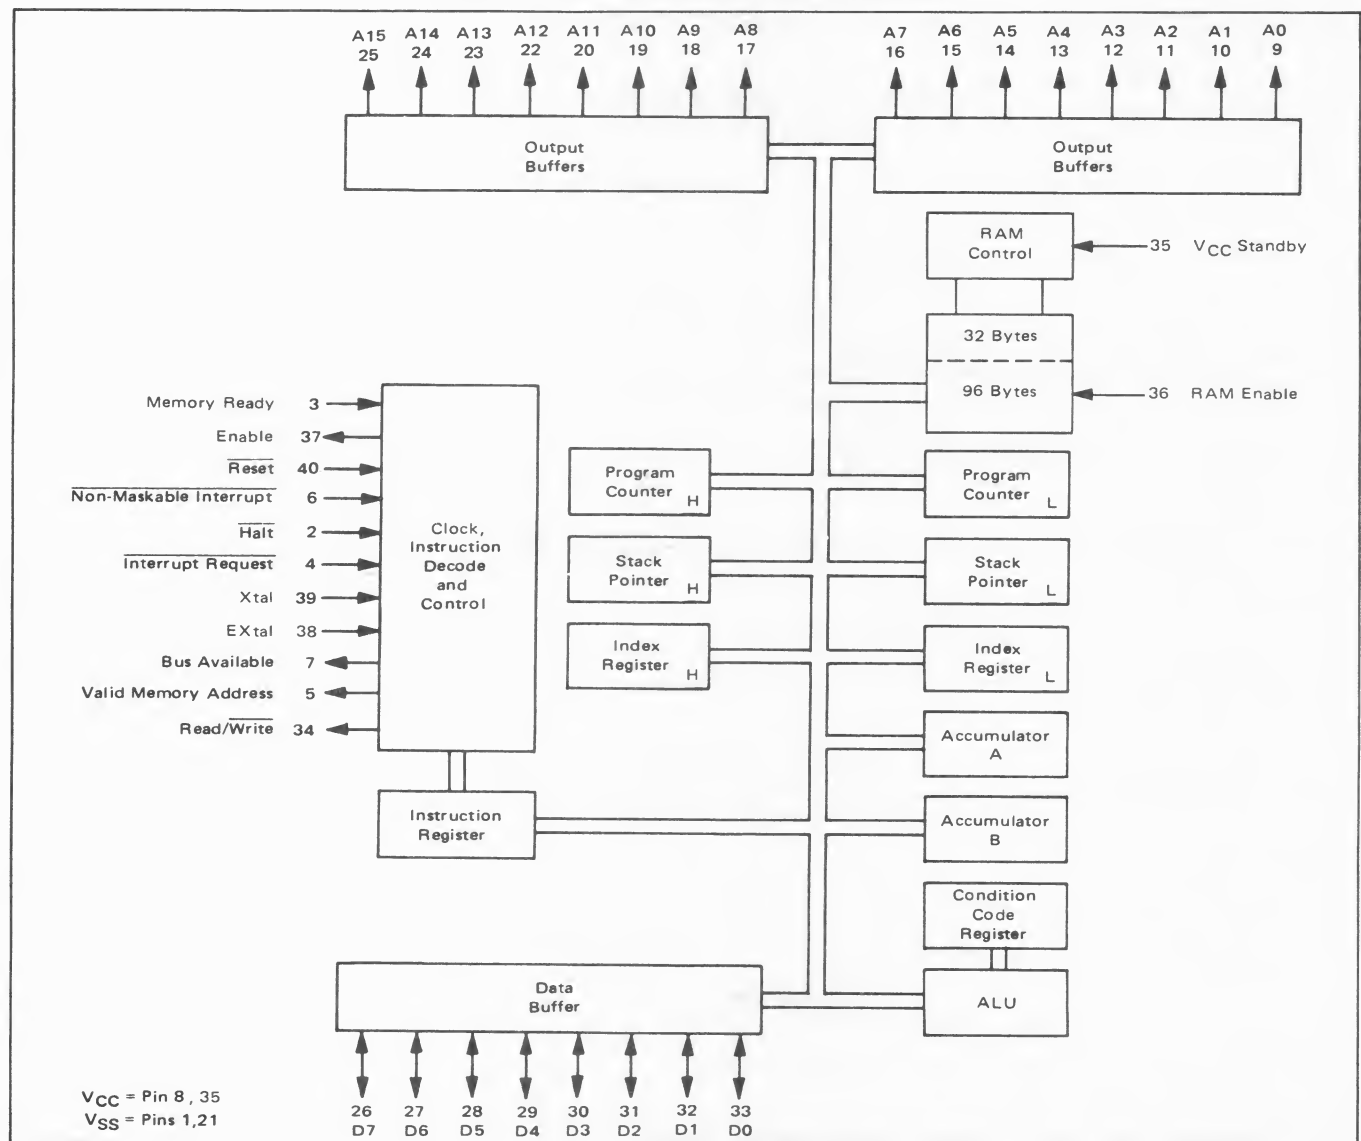 A15 A14 A13 A12 A11 A10 A9 A8 A7 A6 A5 A4 A3 A2 A1 A0
25 24 23 22 20 19 18 17 16 15 14 13 12 11 10 9
Output
Buffers
Output
Buffers
RAM
Control
35 VCC Standby
32 Bytes
96 Bytes
36 RAM Enable
Memory Ready 3
Enable 37
Reset 40
Non-Maskable Interrupt 6
Halt 2
Interrupt Request 4
Xtal 39
EXtal 38
Bus Available 7
Valid Memory Address 5
Read/Write 34
Clock,
Instruction
Decode
and
Control
Program
Counter H
Program
Counter L
Stack
Pointer H
Stack
Pointer L
Index
Register H
Index
Register L
Accumulator
A
Instruction
Register
Accumulator
B
Condition
Code
Register
ALU
Data
Buffer
26 27 28 29 30 31 32 33
D7 D6 D5 D4 D3 D2 D1 D0
VCC = Pin 8 , 35
VSS = Pins 1,21